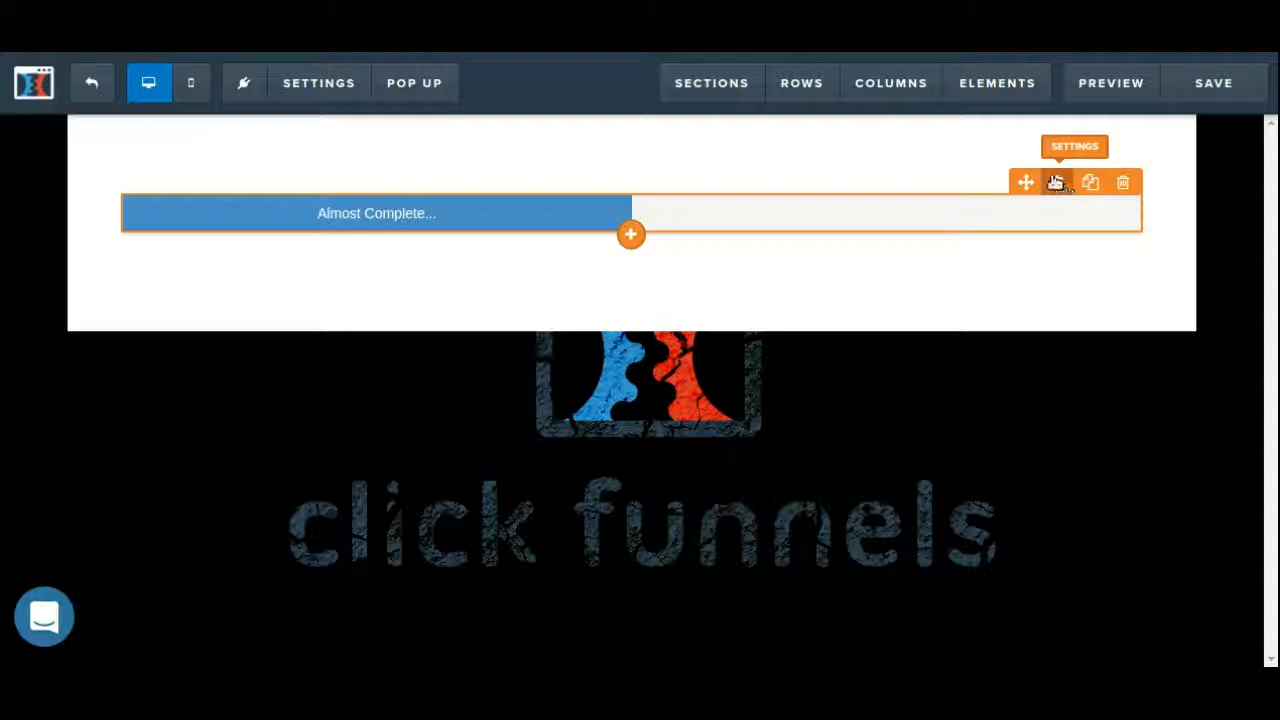 SETTINGS POP UP SECTIONS ROWS COLUMNS ELEMENTS PREVIEW SAVE
SETTINGS
Almost Complete...
click funnels